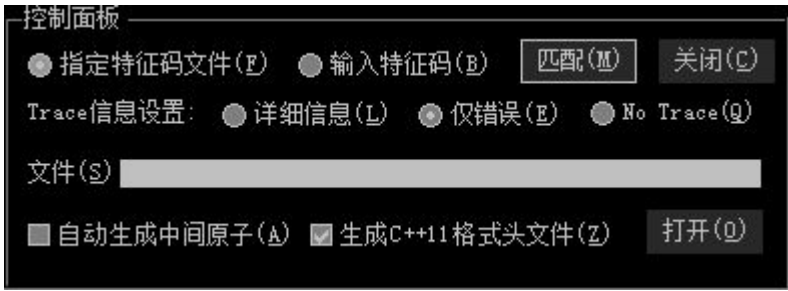 控制面板
指定特征码文件(F) 输入特征码(B) 匹配(M) 关闭(C)
Trace信息设置: 详细信息(L) 仅错误(E) No Trace(Q)
文件(S)
自动生成中间原子(A) 生成C++11格式头文件(Z) 打开(O)